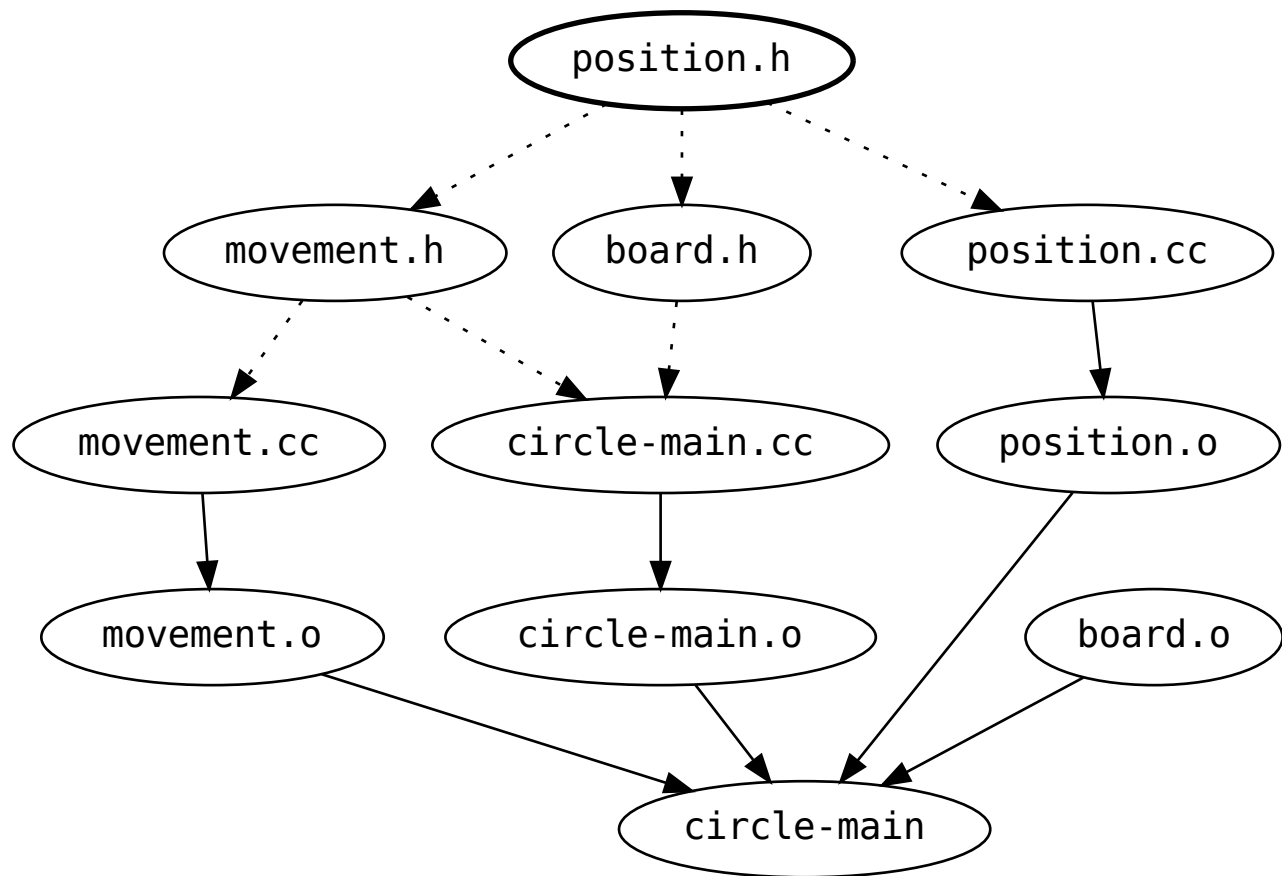 position.h
movement.h
board.h
position.cc
movement.cc
circle-main.cc
position.o
movement.o
circle-main.o
board.o
circle-main